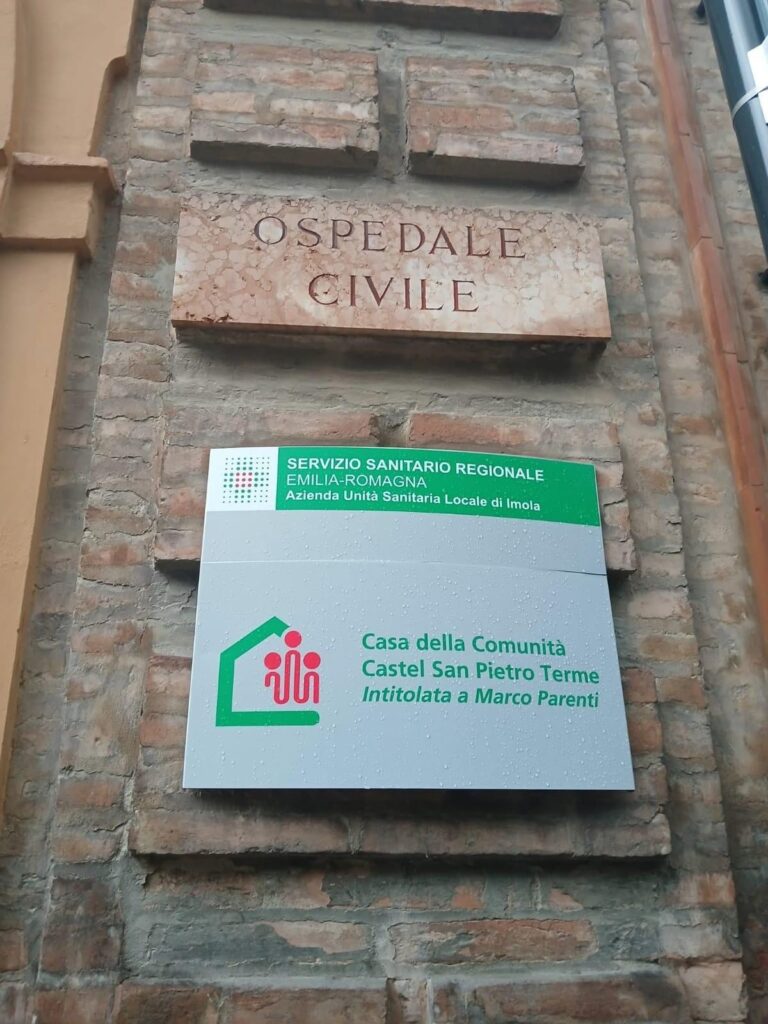 OSPEDALE
CIVILE
SERVIZIO SANITARIO REGIONALE
EMILIA-ROMAGNA
Azienda Unità Sanitaria Locale di Imola
Casa della Comunità
Castel San Pietro Terme
Intitolata a Marco Parenti